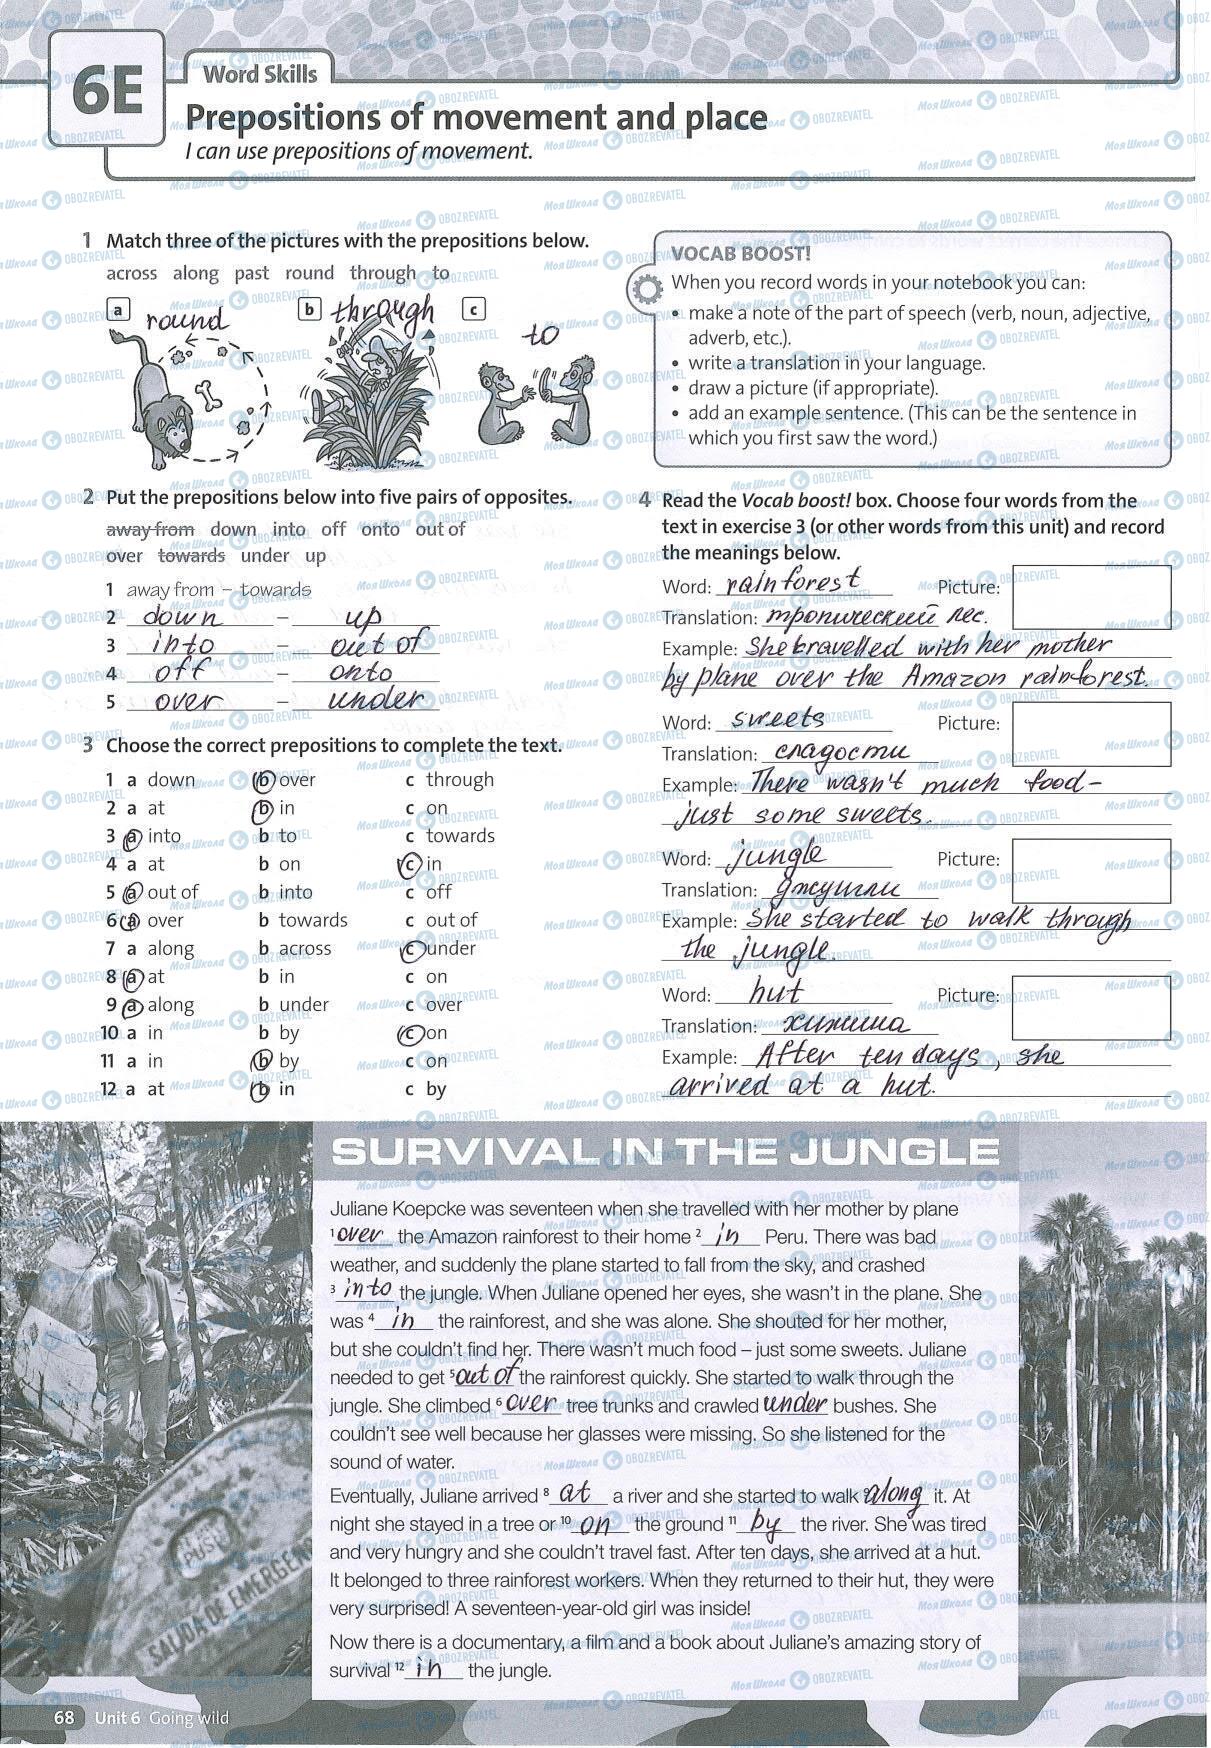 6E
Word Skills
Prepositions of movement and place
I can use prepositions of movement.
1 Match three of the pictures with the prepositions below.
across along past round through to
a round
b through
c to
2 Put the prepositions below into five pairs of opposites.
away from down into off onto out of
over towards under up
1 away from – towards
2 down – up
3 into – out of
4 off – onto
5 over – under
3 Choose the correct prepositions to complete the text.
1 a down b over c through
2 a at b in c on
3 a into b to c towards
4 a at b on c in
5 a out of b into c off
6 a over b towards c out of
7 a along b across c under
8 a at b in c on
9 a along b under c over
10 a in b by c on
11 a in b by c on
12 a at b in c by
VOCAB BOOST!
When you record words in your notebook you can:
• make a note of the part of speech (verb, noun, adjective,
adverb, etc.).
• write a translation in your language.
• draw a picture (if appropriate).
• add an example sentence. (This can be the sentence in
which you first saw the word.)
4 Read the Vocab boost! box. Choose four words from the
text in exercise 3 (or other words from this unit) and record
the meanings below.
Word: rainforest Picture:
Translation: тропический лес.
Example: She travelled with her mother
by plane over the Amazon rainforest.
Word: sweets Picture:
Translation: сладости
Example: There wasn't much food –
just some sweets.
Word: jungle Picture:
Translation: джунгли
Example: She started to walk through
the jungle.
Word: hut Picture:
Translation: хижина
Example: After ten days, she
arrived at a hut.
SURVIVAL IN THE JUNGLE
Juliane Koepcke was seventeen when she travelled with her mother by plane
1 over the Amazon rainforest to their home 2 in Peru. There was bad
weather, and suddenly the plane started to fall from the sky, and crashed
3 into the jungle. When Juliane opened her eyes, she wasn't in the plane. She
was 4 in the rainforest, and she was alone. She shouted for her mother,
but she couldn't find her. There wasn't much food – just some sweets. Juliane
needed to get 5 out of the rainforest quickly. She started to walk through the
jungle. She climbed 6 over tree trunks and crawled under bushes. She
couldn't see well because her glasses were missing. So she listened for the
sound of water.
Eventually, Juliane arrived 8 at a river and she started to walk along it. At
night she stayed in a tree or 10 on the ground 11 by the river. She was tired
and very hungry and she couldn't travel fast. After ten days, she arrived at a hut.
It belonged to three rainforest workers. When they returned to their hut, they were
very surprised! A seventeen-year-old girl was inside!
Now there is a documentary, a film and a book about Juliane's amazing story of
survival 12 in the jungle.
PUSH
SALIDA DE EMERGEN
68 Unit 6 Going wild
Моя Школа OBOZREVATEL